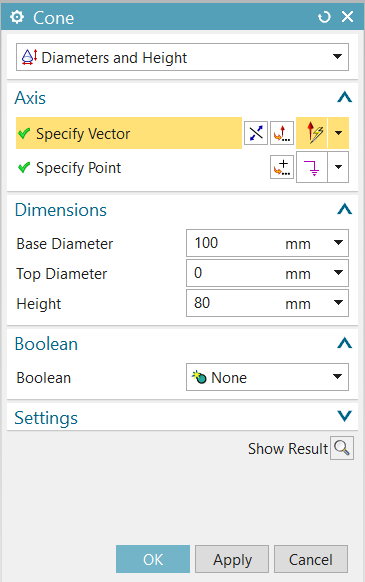 Cone
Diameters and Height
Axis
Specify Vector
Specify Point
Dimensions
Base Diameter 100 mm
Top Diameter 0 mm
Height 80 mm
Boolean
Boolean None
Settings
Show Result
OK Apply Cancel